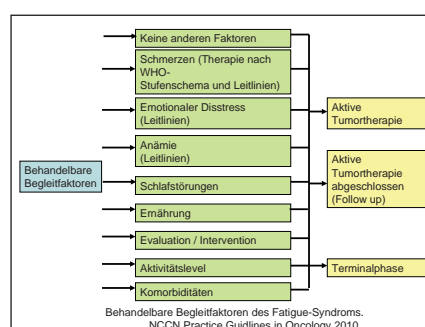 Keine anderen Faktoren
Schmerzen (Therapie nach
WHO-
Stufenschema und Leitlinien)
Emotionaler Disstress
(Leitlinien)
Anämie
(Leitlinien)
Behandelbare
Begleitfaktoren
Schlafstörungen
Ernährung
Evaluation / Intervention
Aktivitätslevel
Komorbiditäten
Aktive
Tumortherapie
Aktive
Tumortherapie
abgeschlossen
(Follow up)
Terminalphase
Behandelbare Begleitfaktoren des Fatigue-Syndroms.
NCCN Practice Guidlines in Oncology 2010